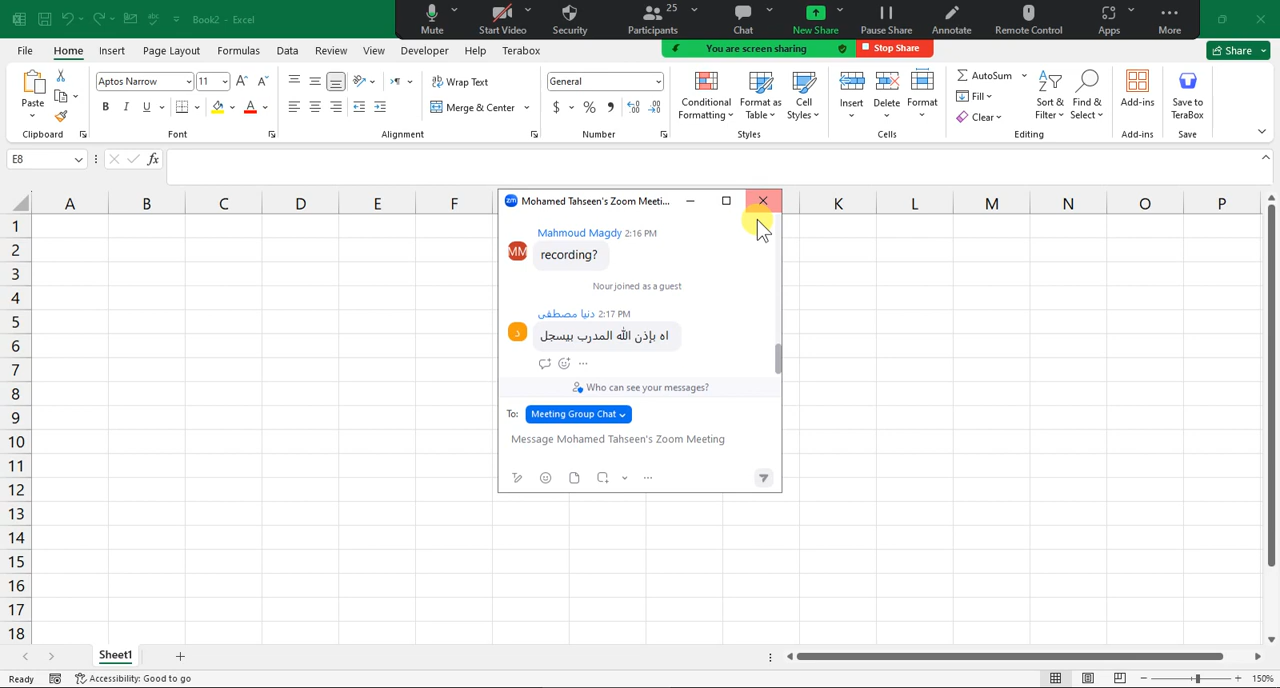 Book2 - Excel
Mute
Start Video
Security
Participants 25
Chat
New Share
Pause Share
Annotate
Remote Control
Apps
More
You are screen sharing
Stop Share
File Home Insert Page Layout Formulas Data Review View Developer Help Terabox
Share
Paste
Clipboard
Aptos Narrow 11
B I U
Font
Wrap Text
Merge & Center
Alignment
General
$ % ,
Number
Conditional Formatting
Format as Table
Cell Styles
Styles
Insert Delete Format
Cells
AutoSum
Fill
Clear
Sort & Filter
Find & Select
Editing
Add-ins
Add-ins
Save to TeraBox
Save
E8
fx
A B C D E F K L M N O P
1
2
3
4
5
6
7
8
9
10
11
12
13
14
15
16
17
18
zm Mohamed Tahseen's Zoom Meeti...
Mahmoud Magdy 2:16 PM
MM recording?
Nour joined as a guest
دنيا مصطفى 2:17 PM
د اه بإذن الله المدرب بيسجل
Who can see your messages?
To: Meeting Group Chat
Message Mohamed Tahseen's Zoom Meeting
Sheet1
Ready
Accessibility: Good to go
150%